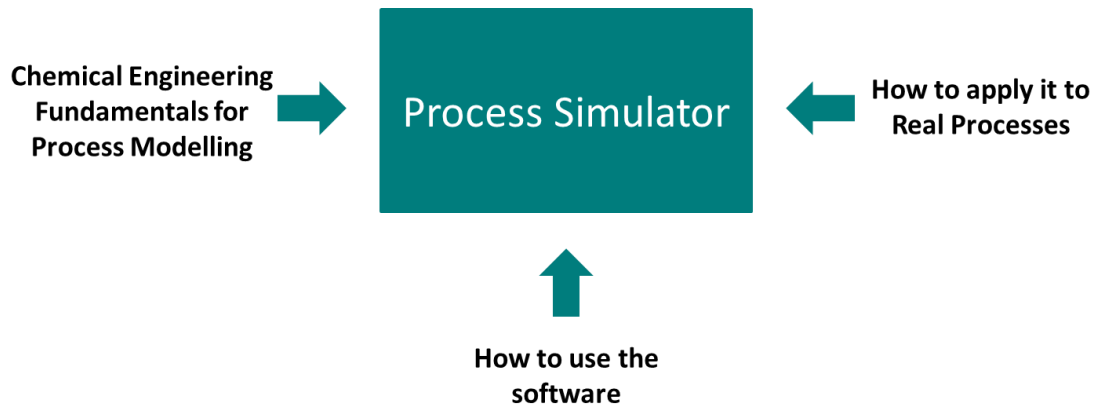 Chemical Engineering
Fundamentals for
Process Modelling
Process Simulator
How to apply it to
Real Processes
How to use the
software